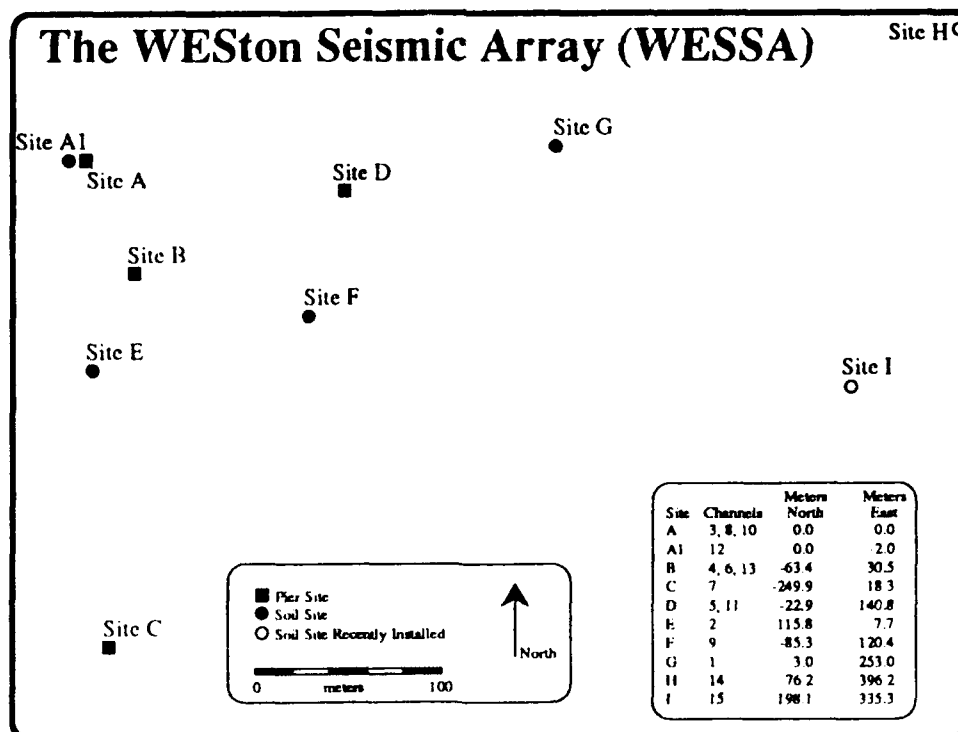 The WESton Seismic Array (WESSA)
Site H
Site G
Site A1
Site A
Site D
Site B
Site F
Site E
Site I
Site C
Pier Site
Soil Site
Soil Site Recently Installed
North
0 meters 100
Meters Meters
Site Channels North East
A 3, 8, 10 0.0 0.0
A1 12 0.0 2.0
B 4, 6, 13 -63.4 30.5
C 7 -249.9 18.3
D 5, 11 -22.9 140.8
E 2 115.8 7.7
F 9 -85.3 120.4
G 1 3.0 253.0
H 14 76.2 396.2
I 15 198.1 335.3